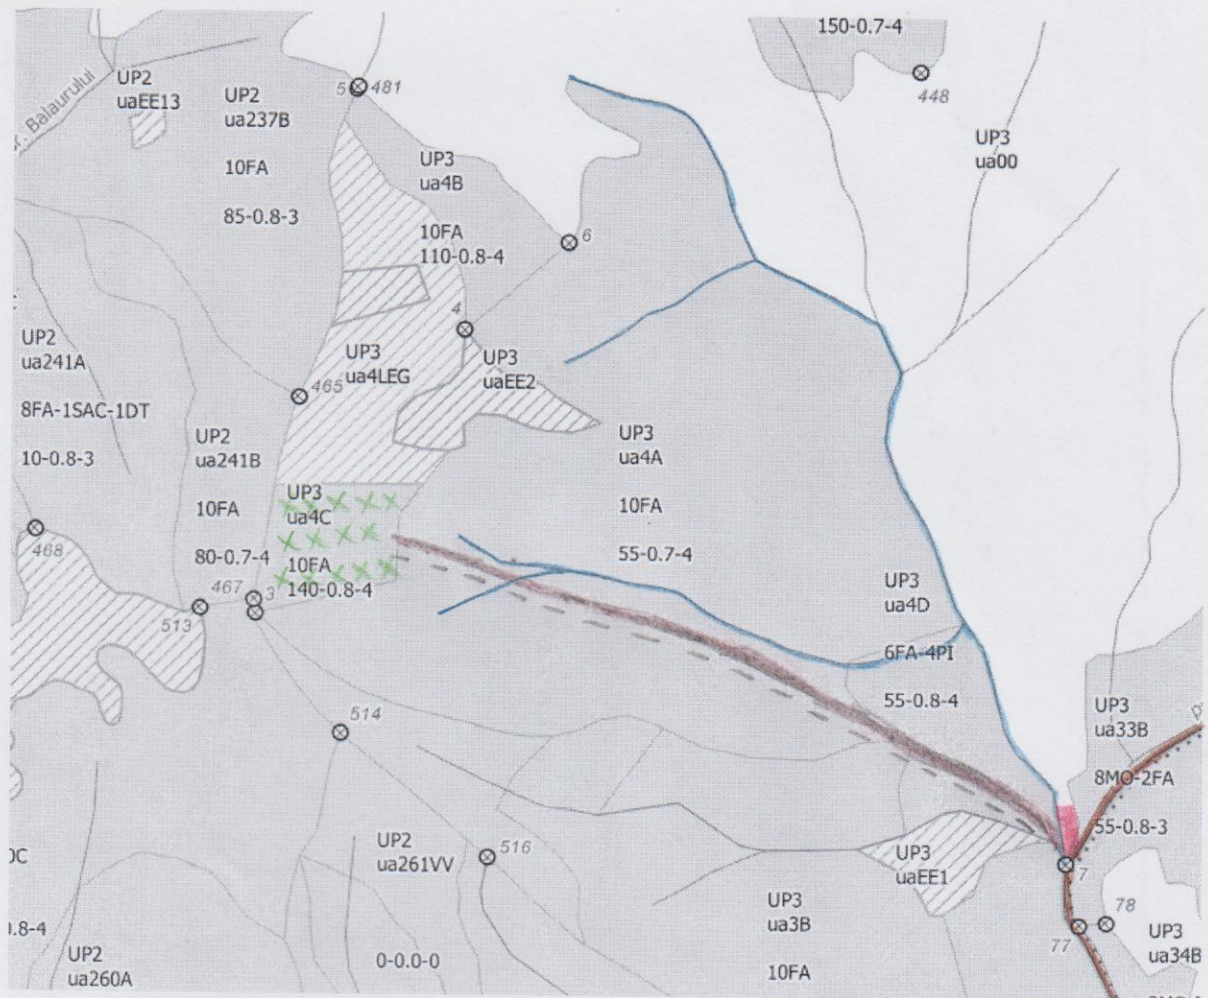 150-0.7-4
448
UP2
uaEE13
5
481
UP2
ua237B
10FA
85-0.8-3
Balaurului
UP3
ua00
UP3
ua4B
10FA
110-0.8-4
6
4
UP2
ua241A
8FA-1SAC-1DT
10-0.8-3
UP3
ua4LEG
UP3
uaEE2
465
UP2
ua241B
10FA
80-0.7-4
UP3
ua4A
10FA
55-0.7-4
UP3
ua4C
10FA
140-0.8-4
468
467
3
513
UP3
ua4D
6FA-4PI
55-0.8-4
514
UP3
ua33B
8MO-2FA
55-0.8-3
UP2
ua261VV
0-0.0-0
516
UP3
uaEE1
7
78
77
UP3
ua3B
10FA
UP3
ua34B
0C
0.8-4
UP2
ua260A